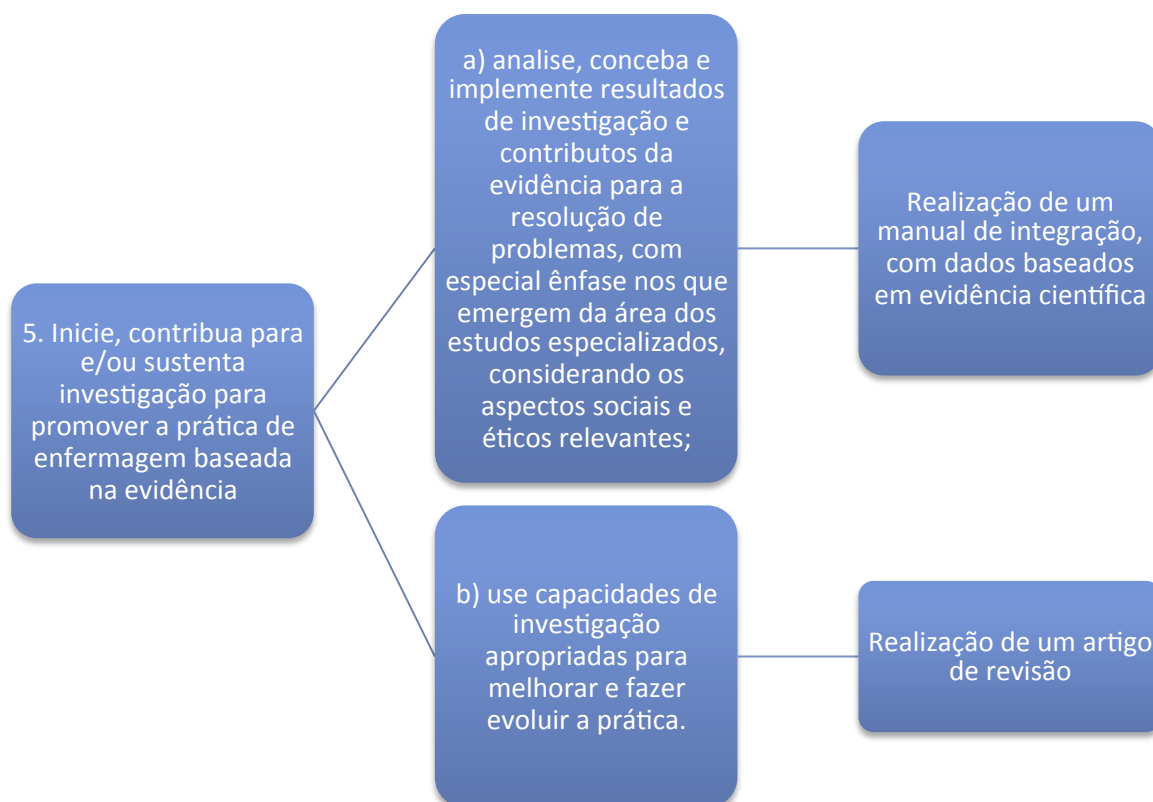 5. Inicie, contribua para
e/ou sustenta
investigação para
promover a prática de
enfermagem baseada
na evidência
a) analise, conceba e
implemente resultados
de investigação e
contributos da
evidência para a
resolução de
problemas, com
especial ênfase nos que
emergem da área dos
estudos especializados,
considerando os
aspectos sociais e
éticos relevantes;
Realização de um
manual de integração,
com dados baseados
em evidência científica
b) use capacidades de
investigação
apropriadas para
melhorar e fazer
evoluir a prática.
Realização de um artigo
de revisão